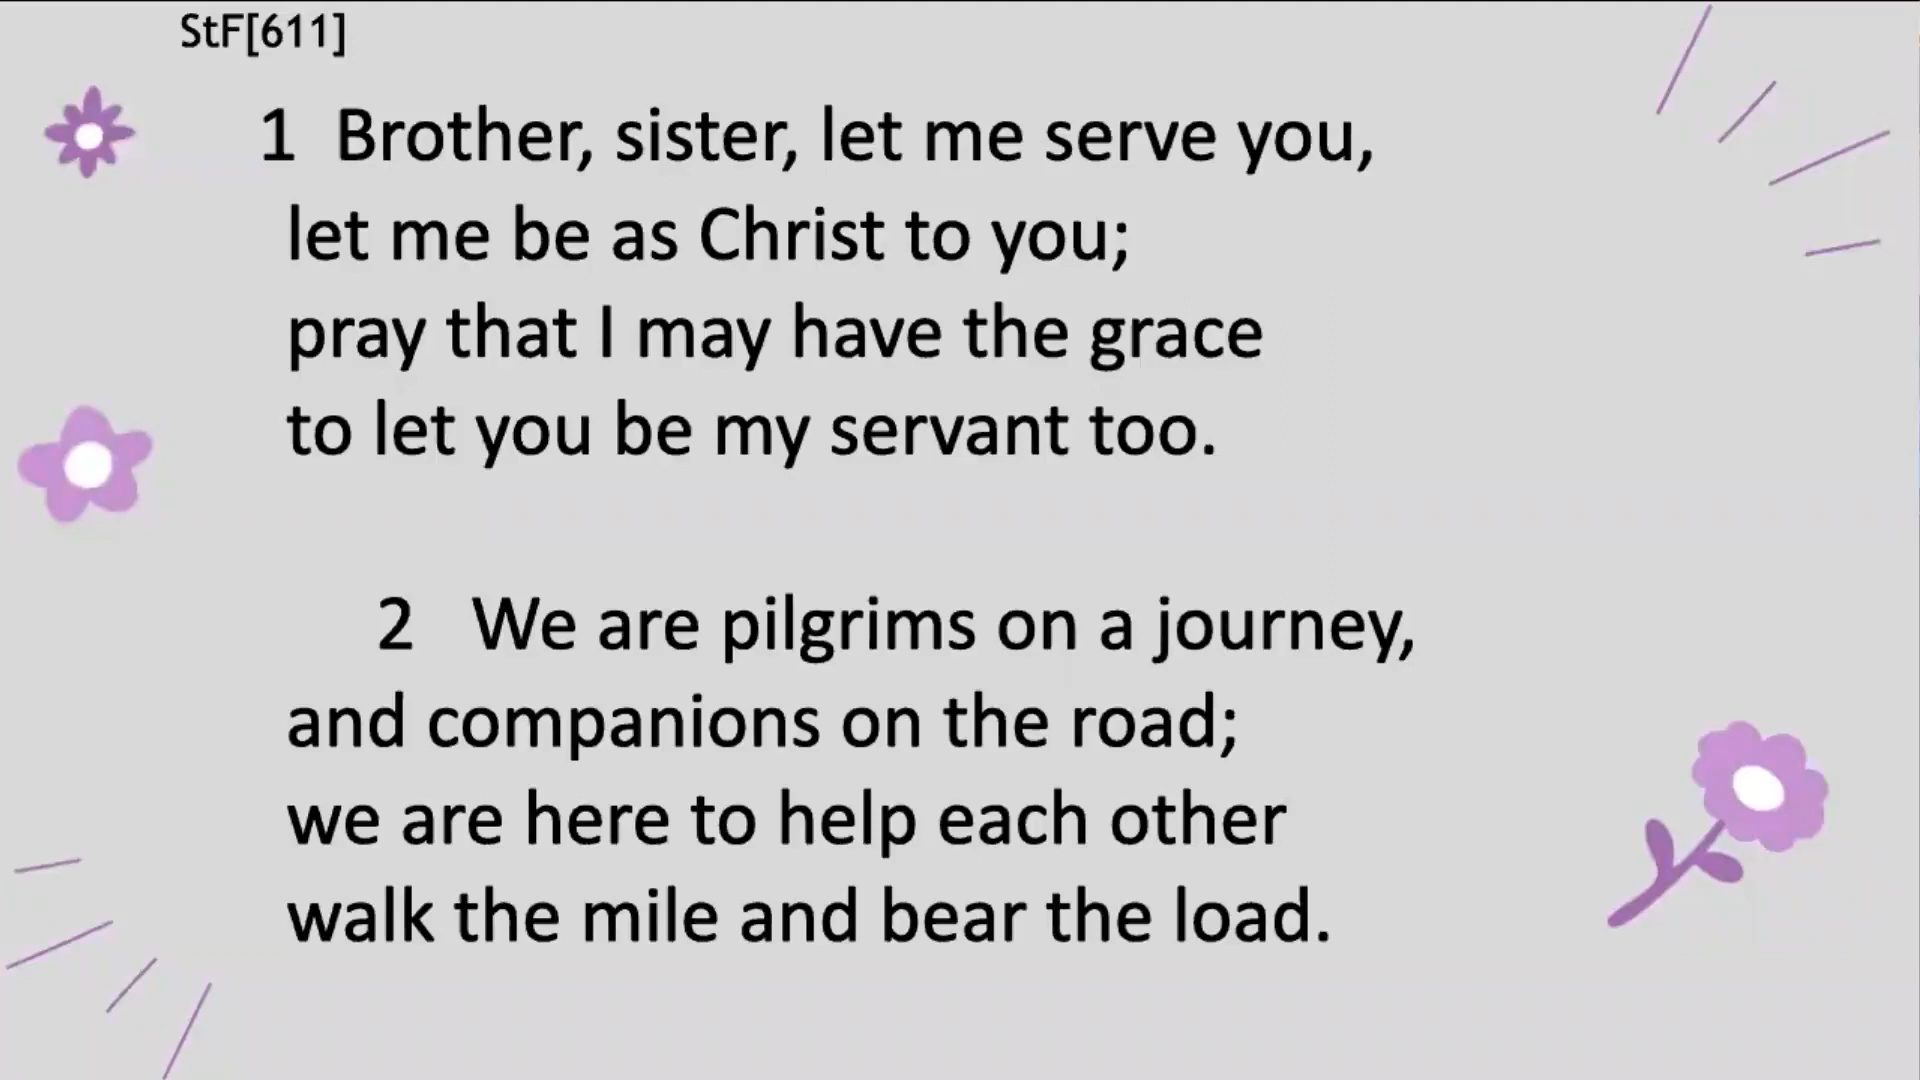 StF[611]
1 Brother, sister, let me serve you,
let me be as Christ to you;
pray that I may have the grace
to let you be my servant too.
2 We are pilgrims on a journey,
and companions on the road;
we are here to help each other
walk the mile and bear the load.